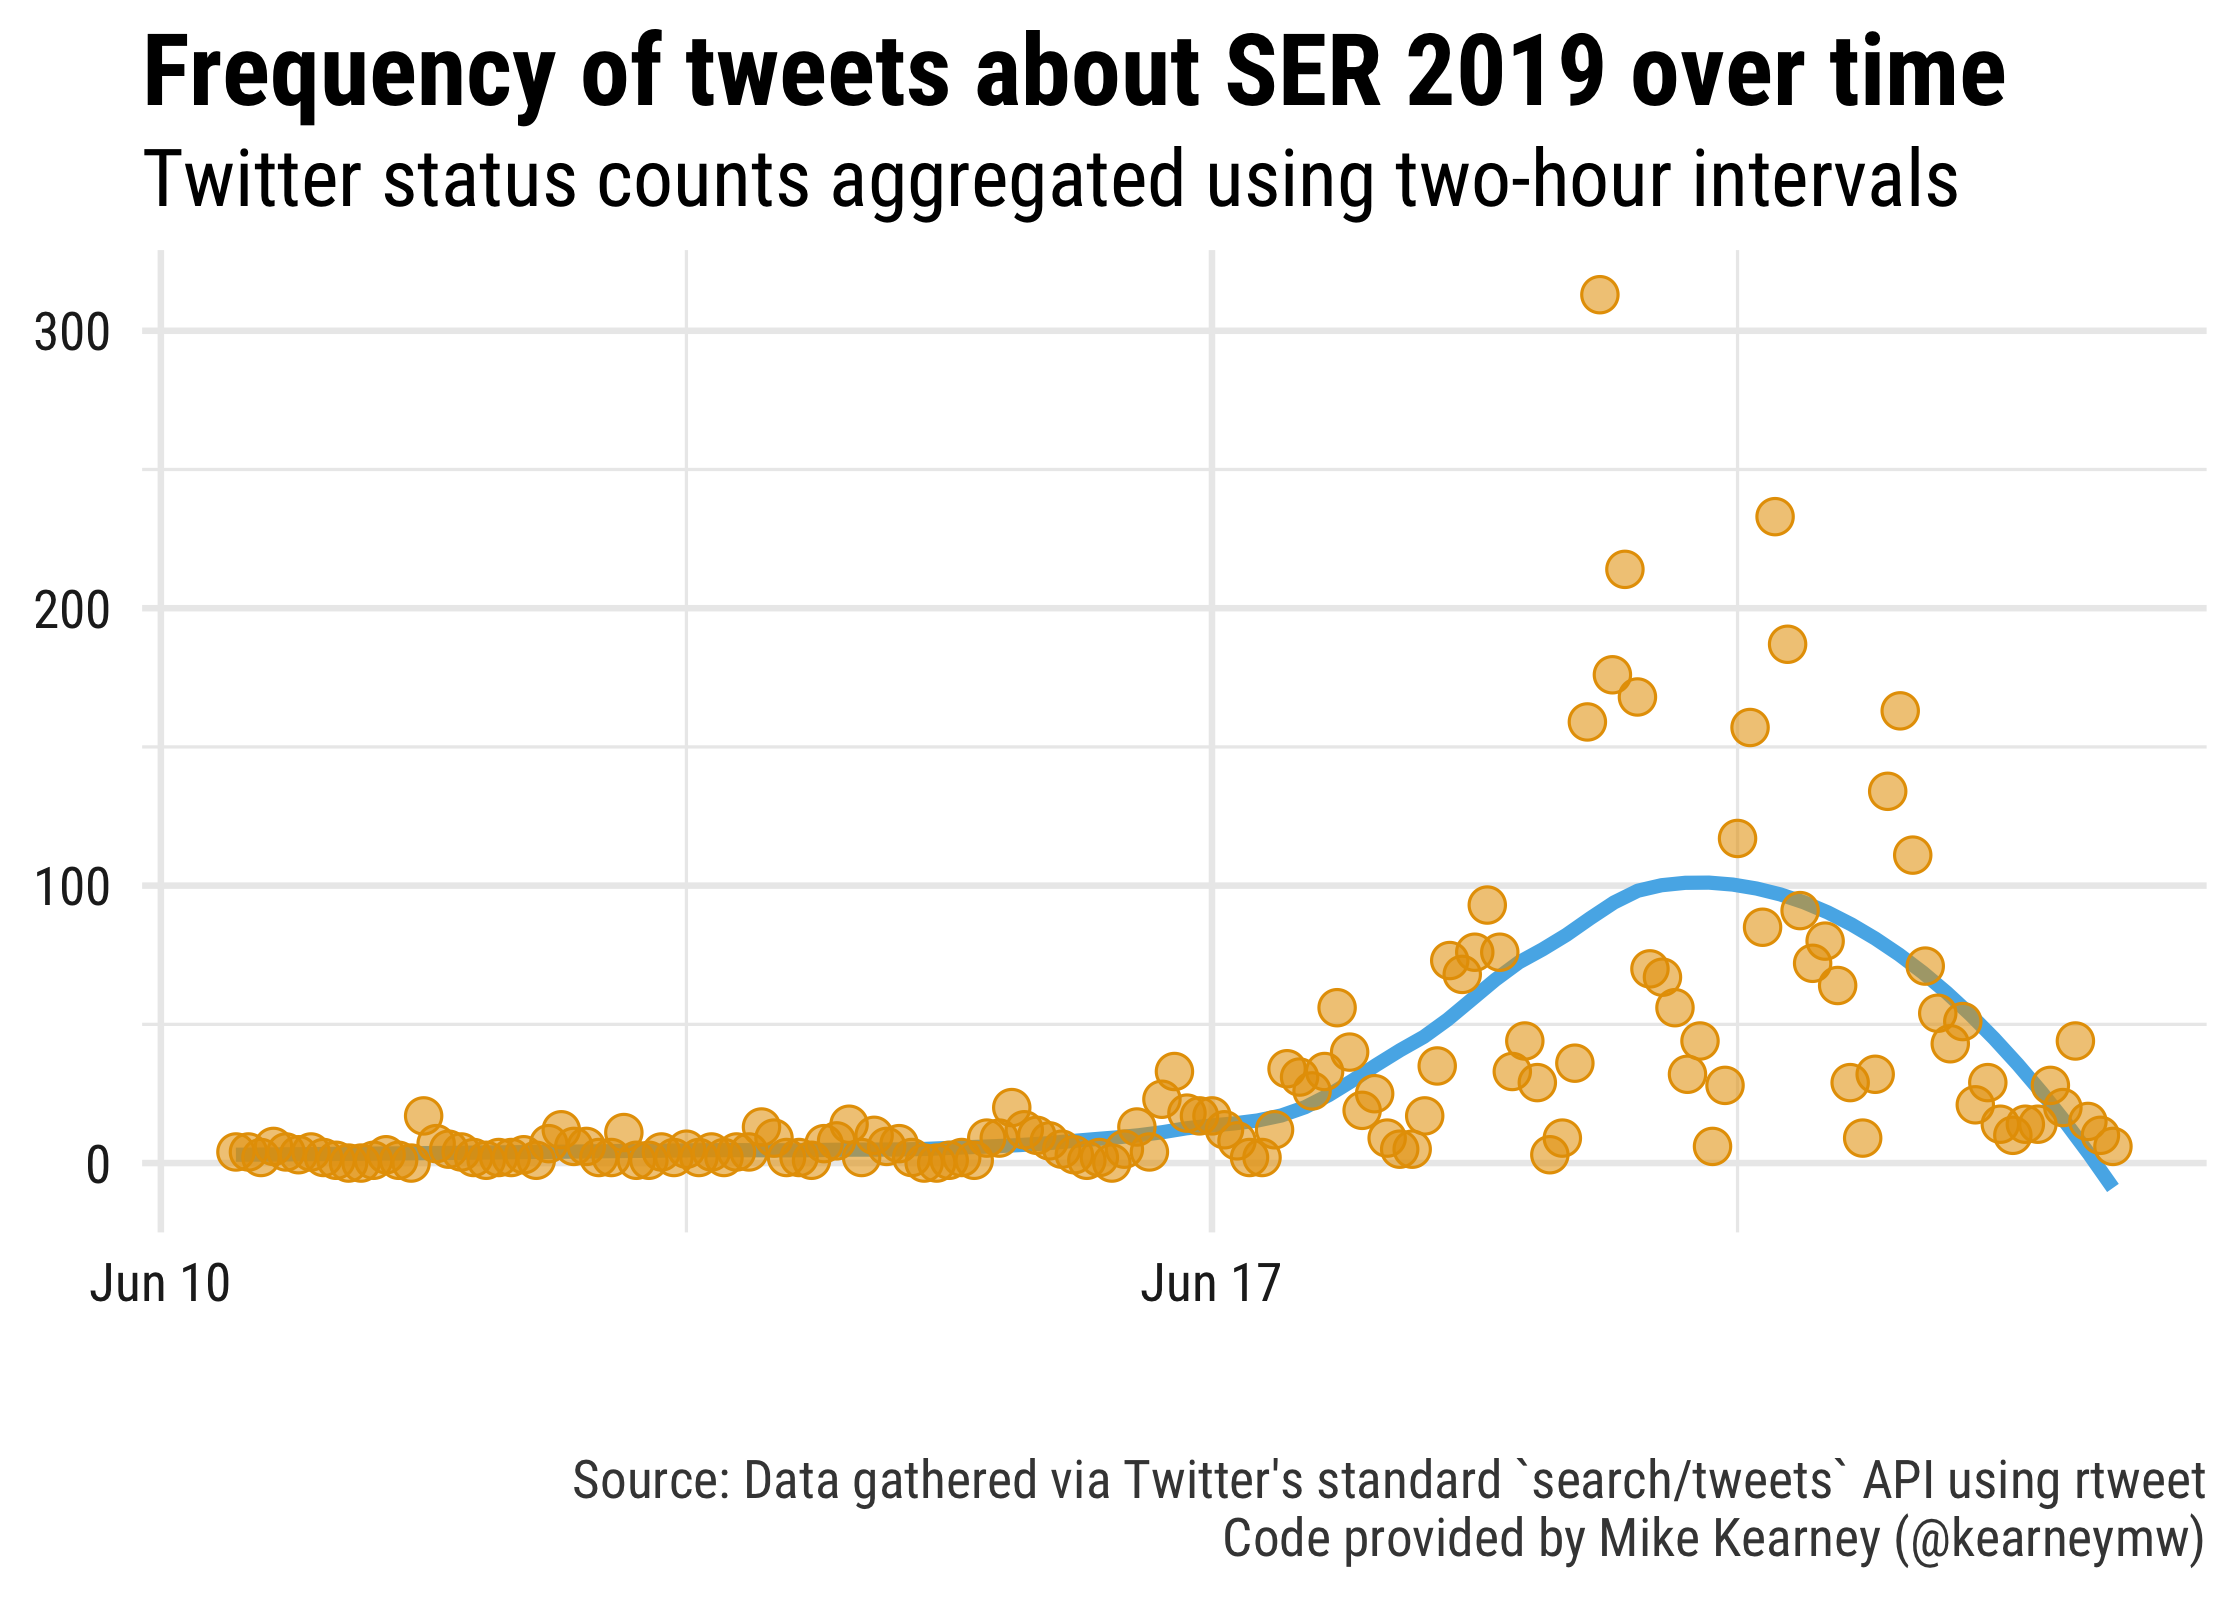 Frequency of tweets about SER 2019 over time
Twitter status counts aggregated using two-hour intervals
300
200
100
0
Jun 10
Jun 17
Source: Data gathered via Twitter's standard `search/tweets` API using rtweet
Code provided by Mike Kearney (@kearneymw)